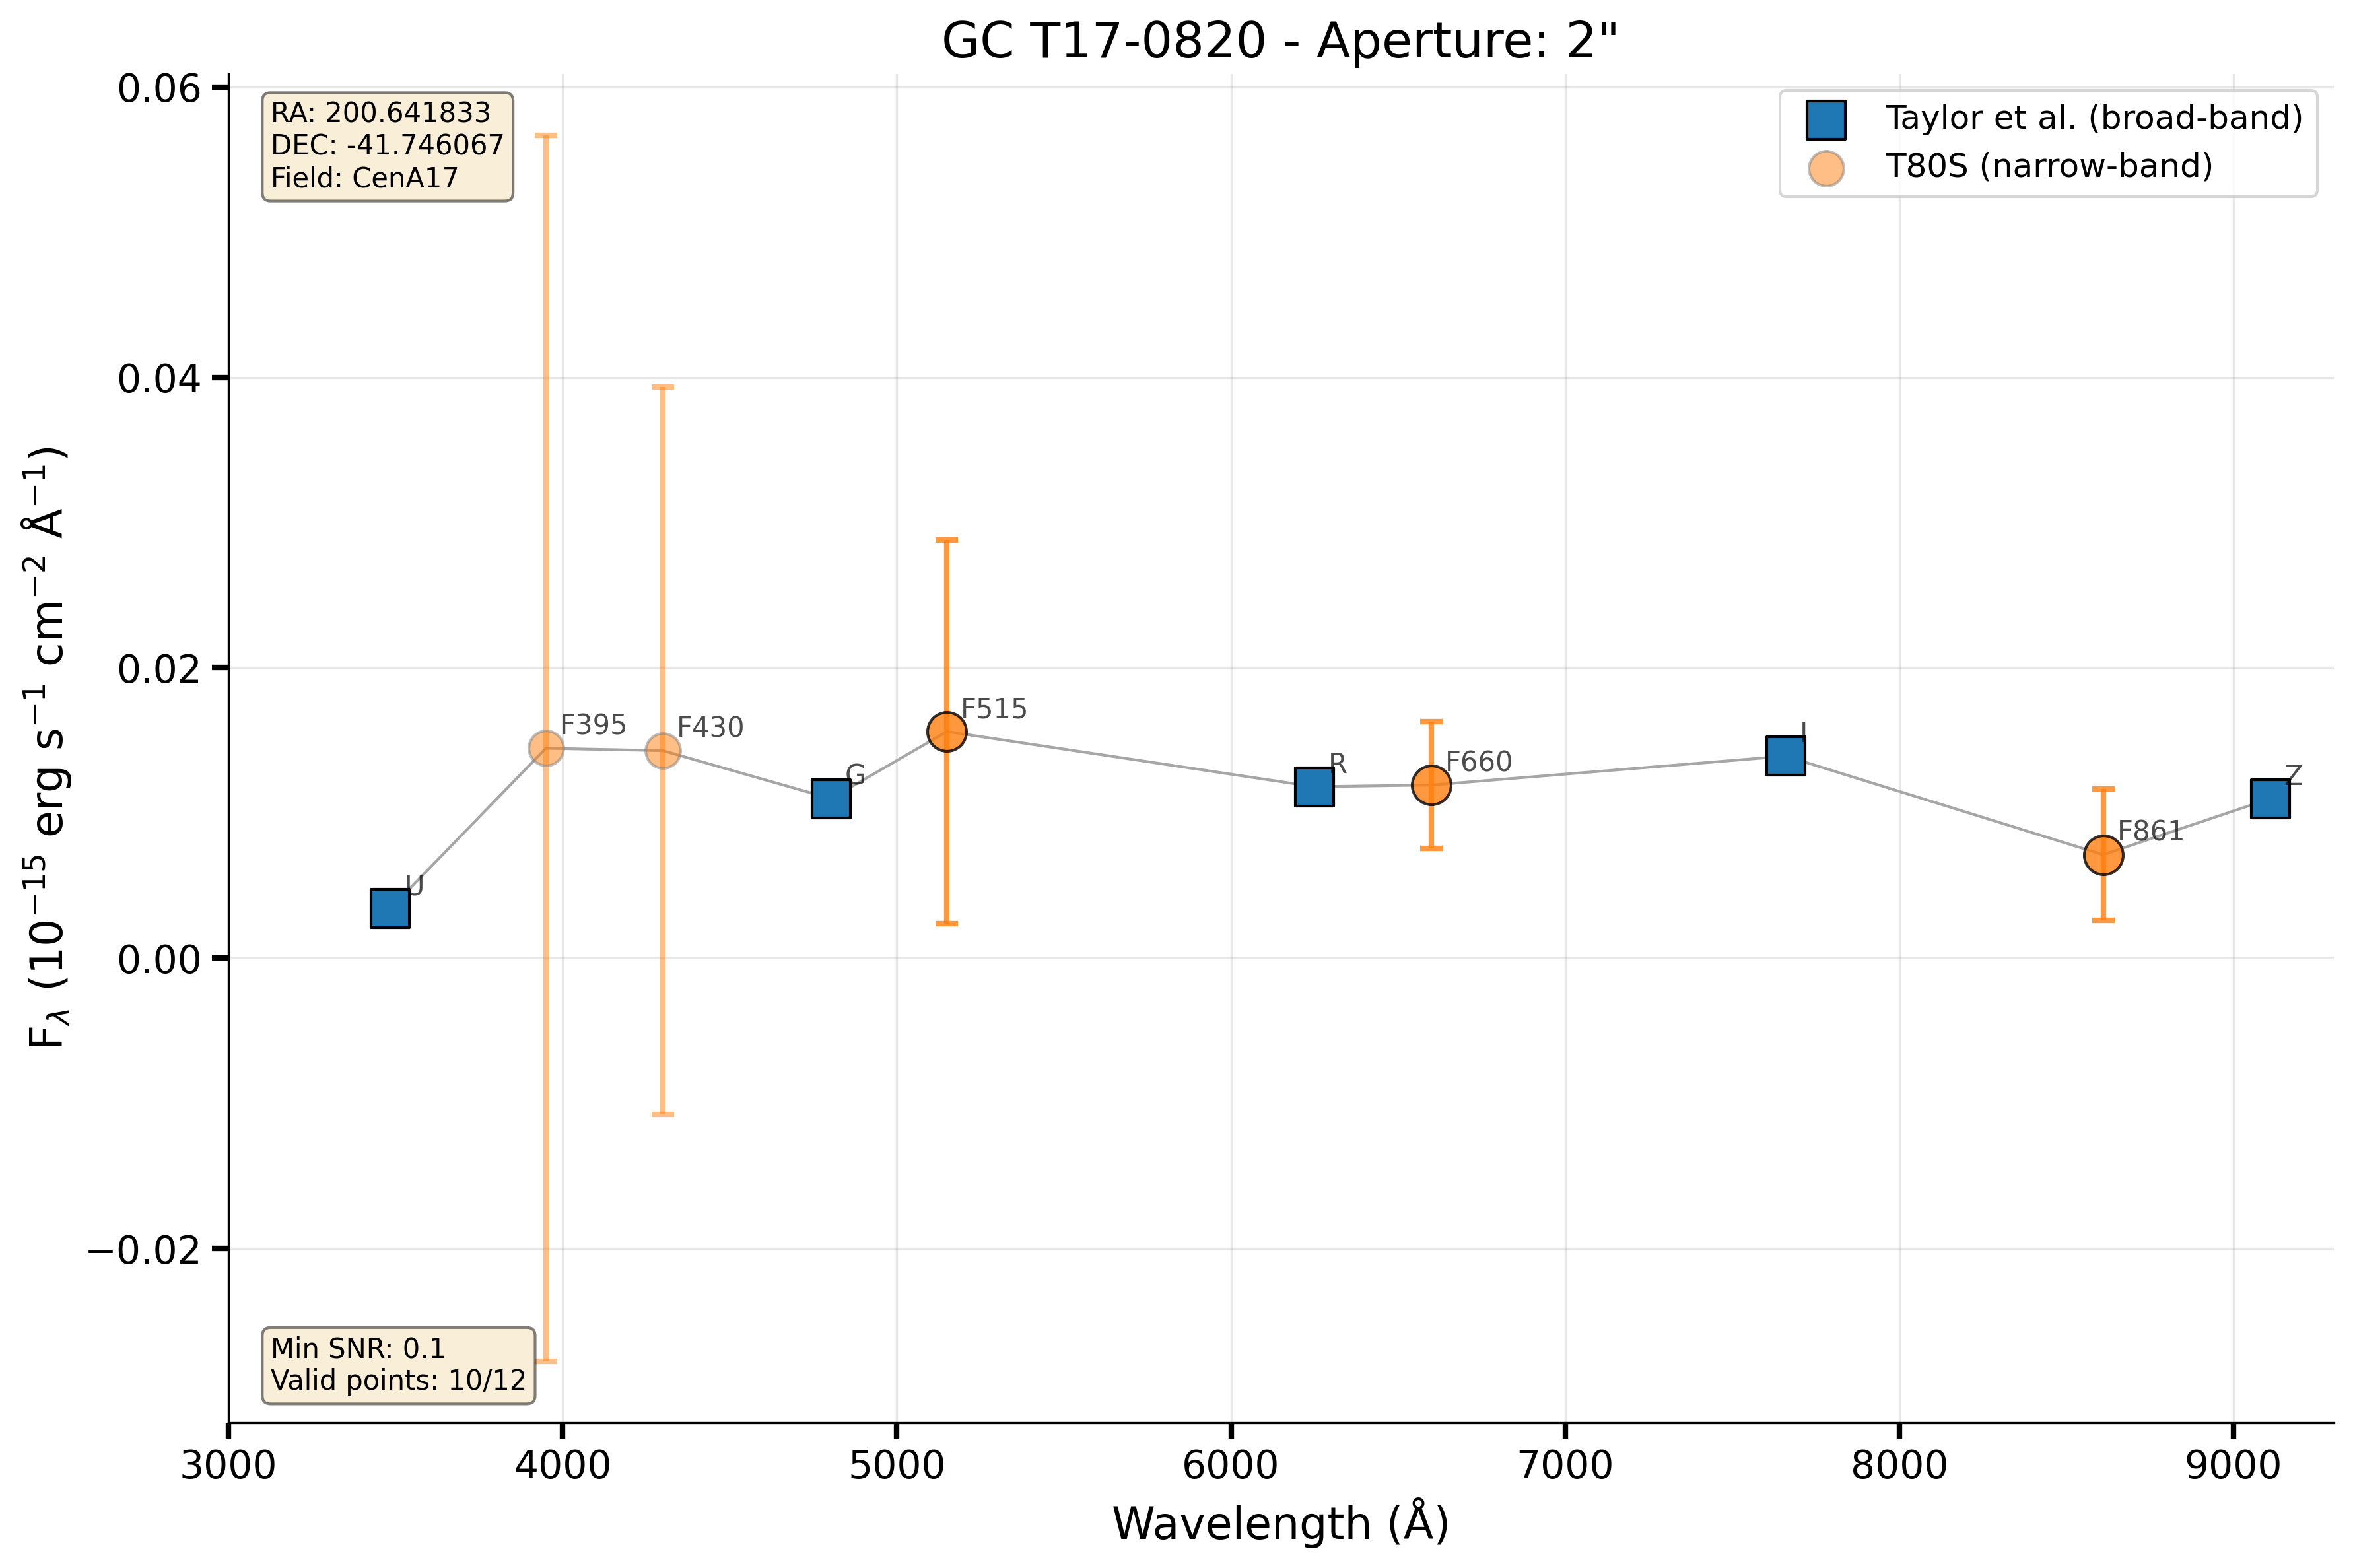 GC T17-0820 - Aperture: 2"
RA: 200.641833
DEC: -41.746067
Field: CenA17
Taylor et al. (broad-band)
T80S (narrow-band)
0.06
0.04
0.02
0.00
−0.02
F_λ (10⁻¹⁵ erg s⁻¹ cm⁻² Å⁻¹)
U
F395
F430
G
F515
R
F660
I
F861
Z
Min SNR: 0.1
Valid points: 10/12
3000 4000 5000 6000 7000 8000 9000
Wavelength (Å)